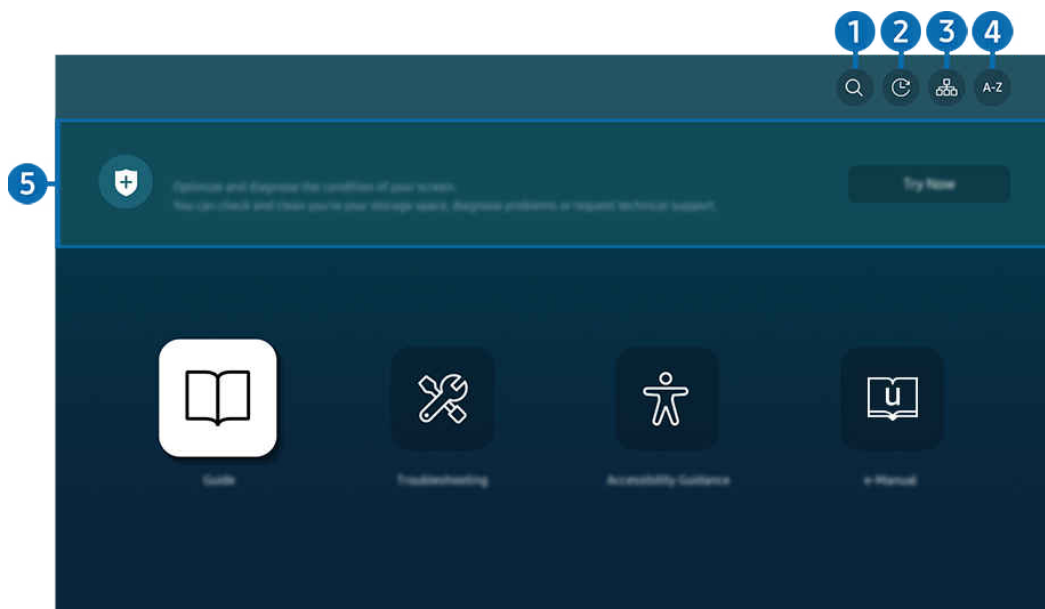 1 2 3 4
A-Z
5
Optimize and diagnose the condition of your screen.
You can check and clean you're your storage space, diagnose problems or request technical support.
Try Now
Guide
Troubleshooting
Accessibility Guidance
e-Manual
u